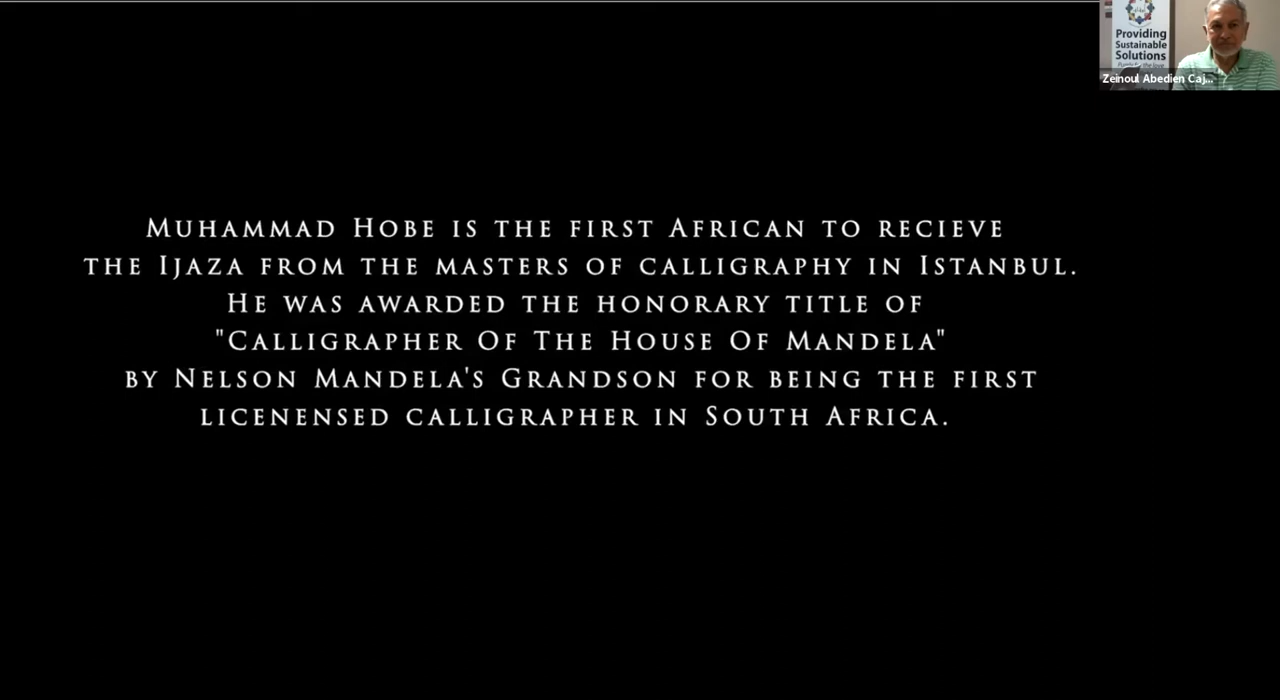 Providing
Sustainable
Solutions
the love
Zeinoul Abedien Caj...
MUHAMMAD HOBE IS THE FIRST AFRICAN TO RECIEVE
THE IJAZA FROM THE MASTERS OF CALLIGRAPHY IN ISTANBUL.
HE WAS AWARDED THE HONORARY TITLE OF
"CALLIGRAPHER OF THE HOUSE OF MANDELA"
BY NELSON MANDELA'S GRANDSON FOR BEING THE FIRST
LICENENSED CALLIGRAPHER IN SOUTH AFRICA.